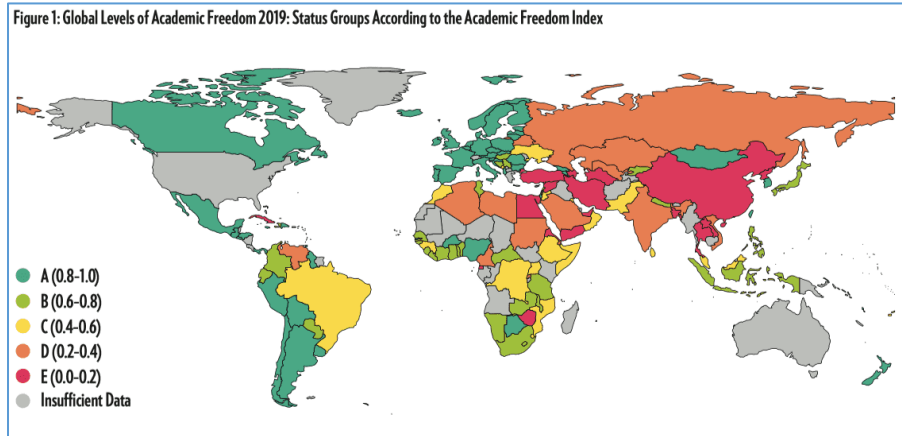 Figure 1: Global Levels of Academic Freedom 2019: Status Groups According to the Academic Freedom Index
A (0.8-1.0)
B (0.6-0.8)
C (0.4-0.6)
D (0.2-0.4)
E (0.0-0.2)
Insufficient Data